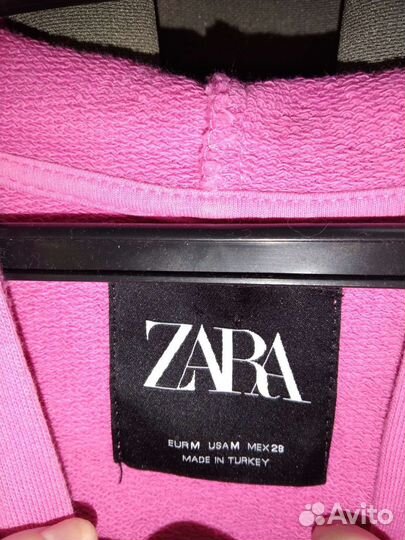 ZARA
EUR M USA M MEX 28
MADE IN TURKEY
Avito